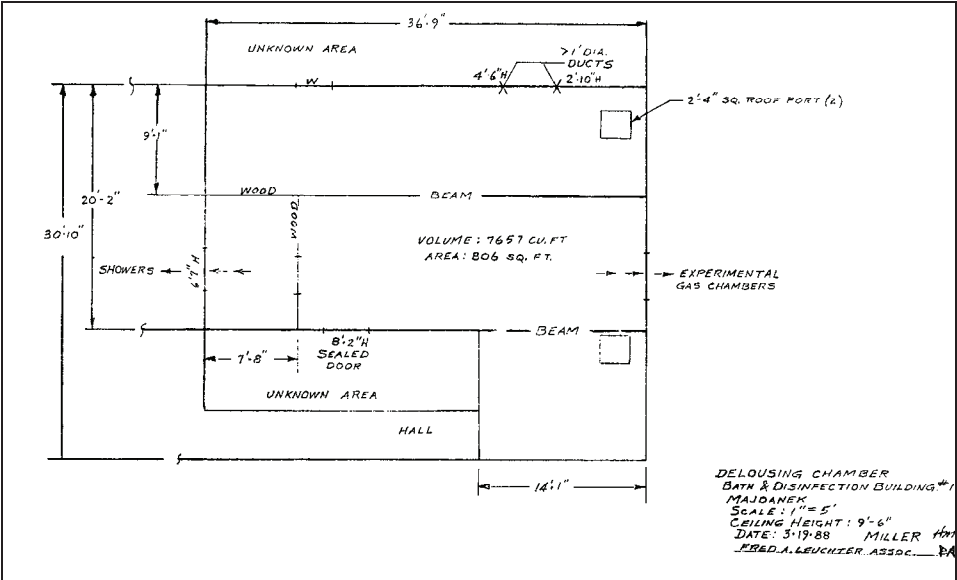 36'-9"
UNKNOWN AREA
>1' DIA.
DUCTS
W
4'-6"H
2'-10"H
2'-4" SQ. ROOF PORT (2)
9'-1"
20'-2"
30'-10"
WOOD
BEAM
DOOM
VOLUME : 7657 CU. FT
AREA : 806 SQ. FT.
SHOWERS
EXPERIMENTAL
GAS CHAMBERS
BEAM
8'-2"H
SEALED
DOOR
7'-8"
UNKNOWN AREA
HALL
14'-1"
DELOUSING CHAMBER
BATH & DISINFECTION BUILDING #1
MAJDANEK
SCALE : 1" = 5'
CEILING HEIGHT : 9'-6"
DATE : 3-19-88 MILLER
FRED A. LEUCHTER ASSOC.